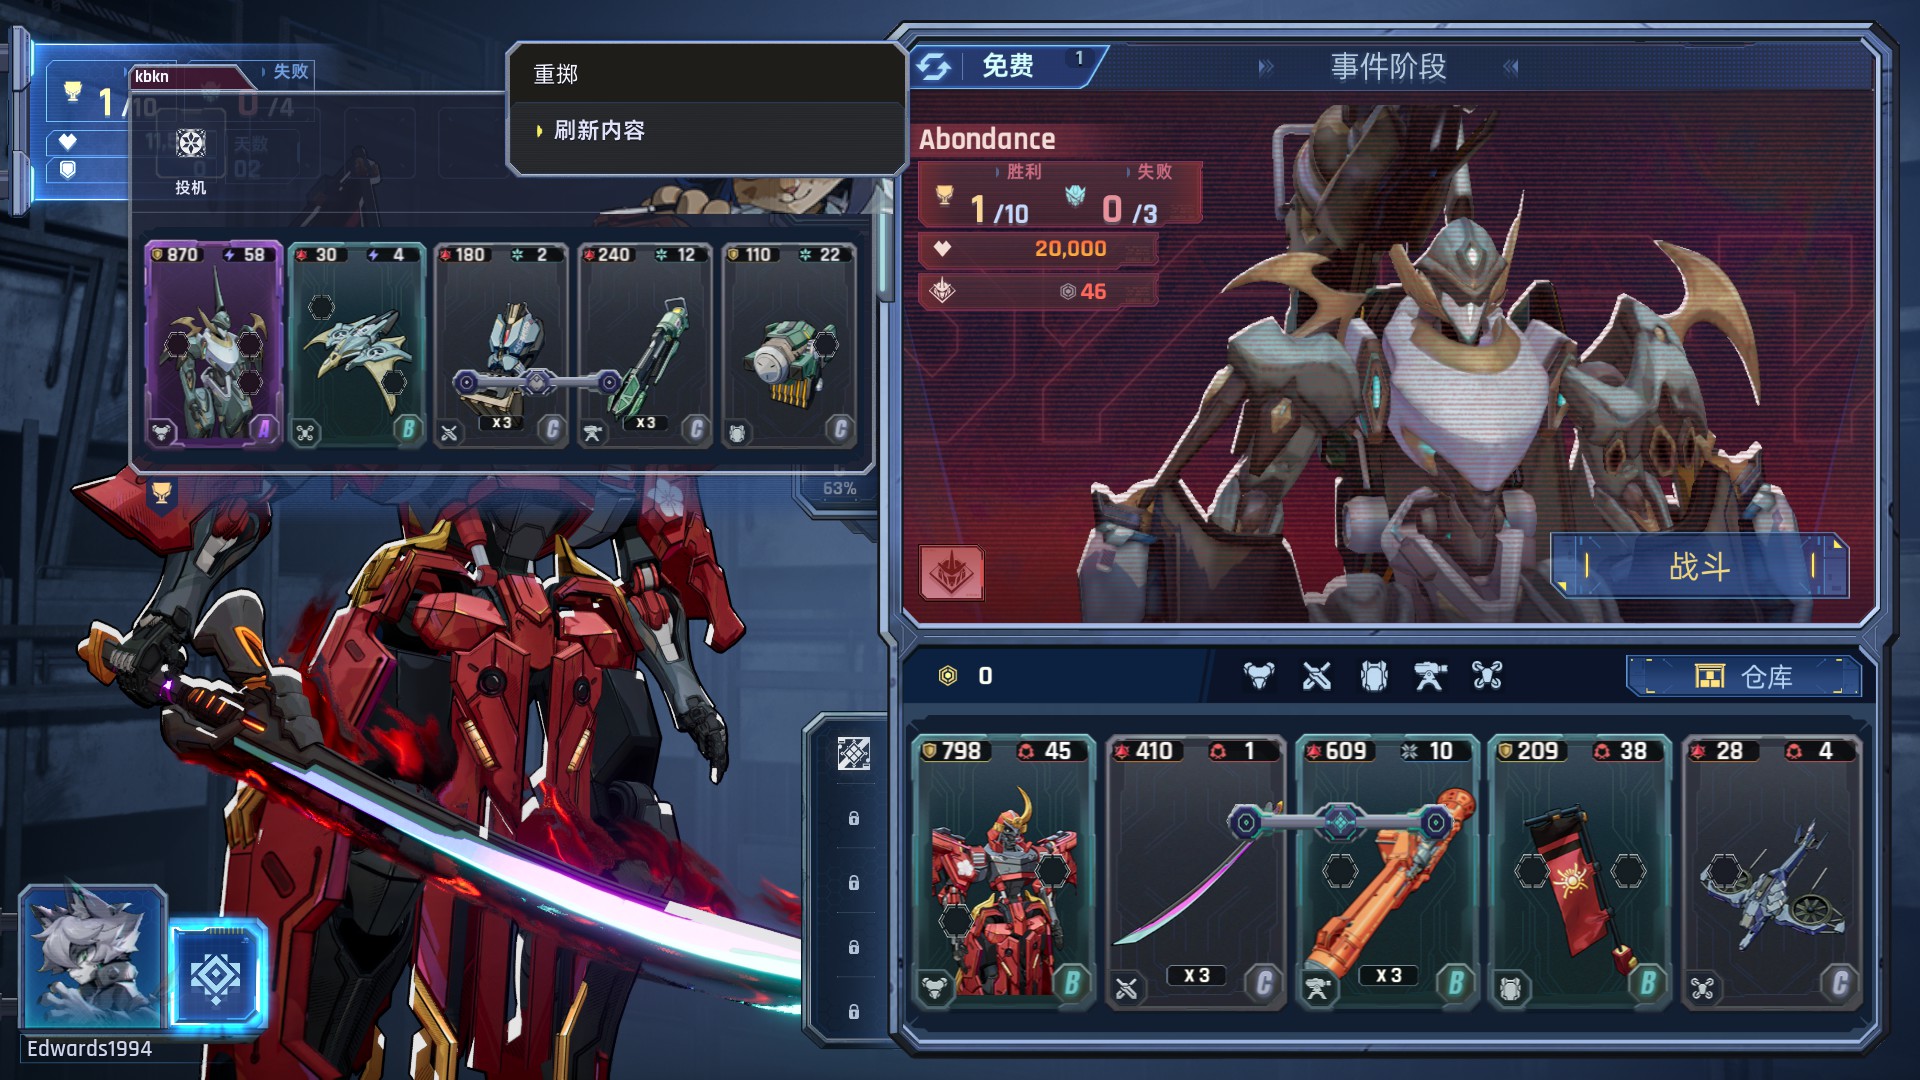 失败
1/10
0/4
天数
02
kbkn
投机
重掷
刷新内容
870 58 A
30 4 B
180 2 x3 C
240 12 x3 C
110 22 C
63%
免费 1
事件阶段
Abondance
胜利 失败
1/10 0/3
20,000
46
战斗
0
仓库
798 45 B
410 1 x3 C
609 10 x3 B
209 38 B
28 4 C
Edwards1994